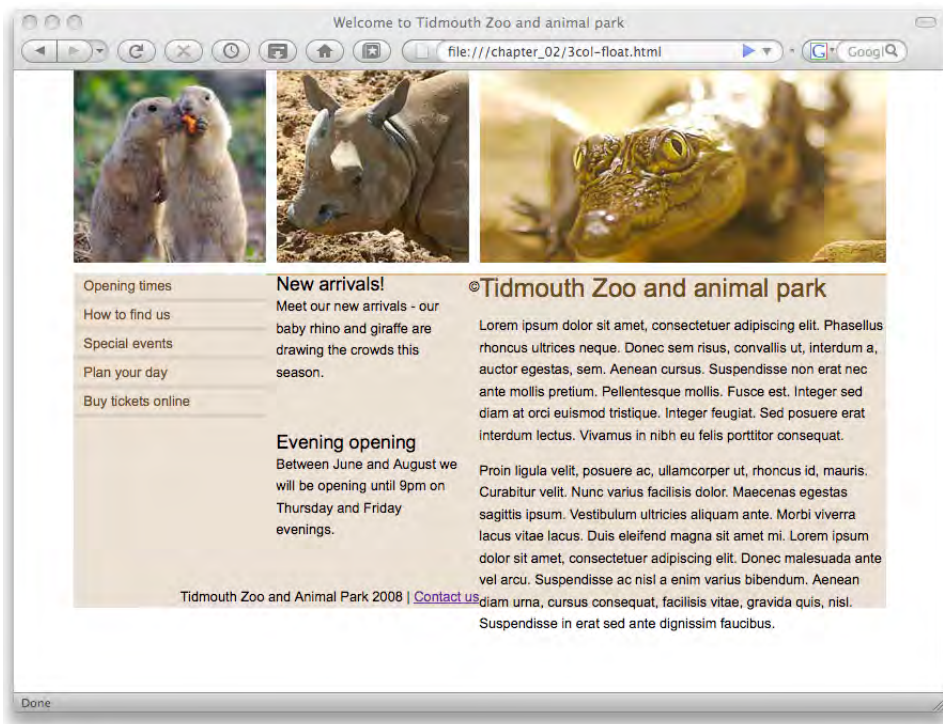 Welcome to Tidmouth Zoo and animal park
file:///chapter_02/3col-float.html
G Googl
Opening times
How to find us
Special events
Plan your day
Buy tickets online
New arrivals!
Meet our new arrivals - our
baby rhino and giraffe are
drawing the crowds this
season.
Evening opening
Between June and August we
will be opening until 9pm on
Thursday and Friday
evenings.
©Tidmouth Zoo and animal park
Lorem ipsum dolor sit amet, consectetuer adipiscing elit. Phasellus
rhoncus ultrices neque. Donec sem risus, convallis ut, interdum a,
auctor egestas, sem. Aenean cursus. Suspendisse non erat nec
ante mollis pretium. Pellentesque mollis. Fusce est. Integer sed
diam at orci euismod tristique. Integer feugiat. Sed posuere erat
interdum lectus. Vivamus in nibh eu felis porttitor consequat.
Proin ligula velit, posuere ac, ullamcorper ut, rhoncus id, mauris.
Curabitur velit. Nunc varius facilisis dolor. Maecenas egestas
sagittis ipsum. Vestibulum ultricies aliquam ante. Morbi viverra
lacus vitae lacus. Duis eleifend magna sit amet mi. Lorem ipsum
dolor sit amet, consectetuer adipiscing elit. Donec malesuada ante
vel arcu. Suspendisse ac nisl a enim varius bibendum. Aenean
diam urna, cursus consequat, facilisis vitae, gravida quis, nisl.
Suspendisse in erat sed ante dignissim faucibus.
Tidmouth Zoo and Animal Park 2008 | Contact us
Done